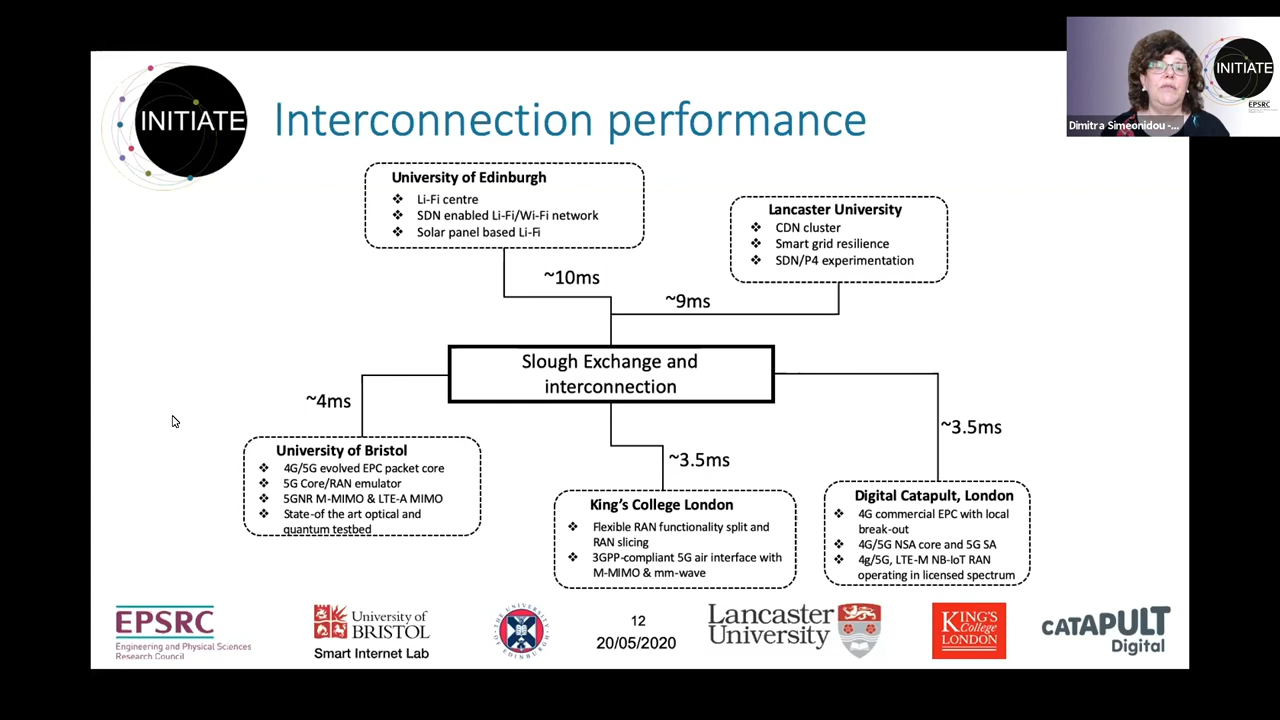 INITIATE
Interconnection performance
INITIATE
EPSRC
Dimitra Simeonidou -...
University of Edinburgh
❖ Li-Fi centre
❖ SDN enabled Li-Fi/Wi-Fi network
❖ Solar panel based Li-Fi
Lancaster University
❖ CDN cluster
❖ Smart grid resilience
❖ SDN/P4 experimentation
~10ms
~9ms
Slough Exchange and
interconnection
~4ms
~3.5ms
~3.5ms
University of Bristol
❖ 4G/5G evolved EPC packet core
❖ 5G Core/RAN emulator
❖ 5GNR M-MIMO & LTE-A MIMO
❖ State-of the art optical and
quantum testbed
King's College London
❖ Flexible RAN functionality split and
RAN slicing
❖ 3GPP-compliant 5G air interface with
M-MIMO & mm-wave
Digital Catapult, London
❖ 4G commercial EPC with local
break-out
❖ 4G/5G NSA core and 5G SA
❖ 4g/5G, LTE-M NB-IoT RAN
operating in licensed spectrum
EPSRC
Engineering and Physical Sciences
Research Council
University of
BRISTOL
Smart Internet Lab
THE UNIVERSITY OF EDINBURGH
12
20/05/2020
Lancaster
University
KING'S
College
LONDON
CATAPULT
Digital